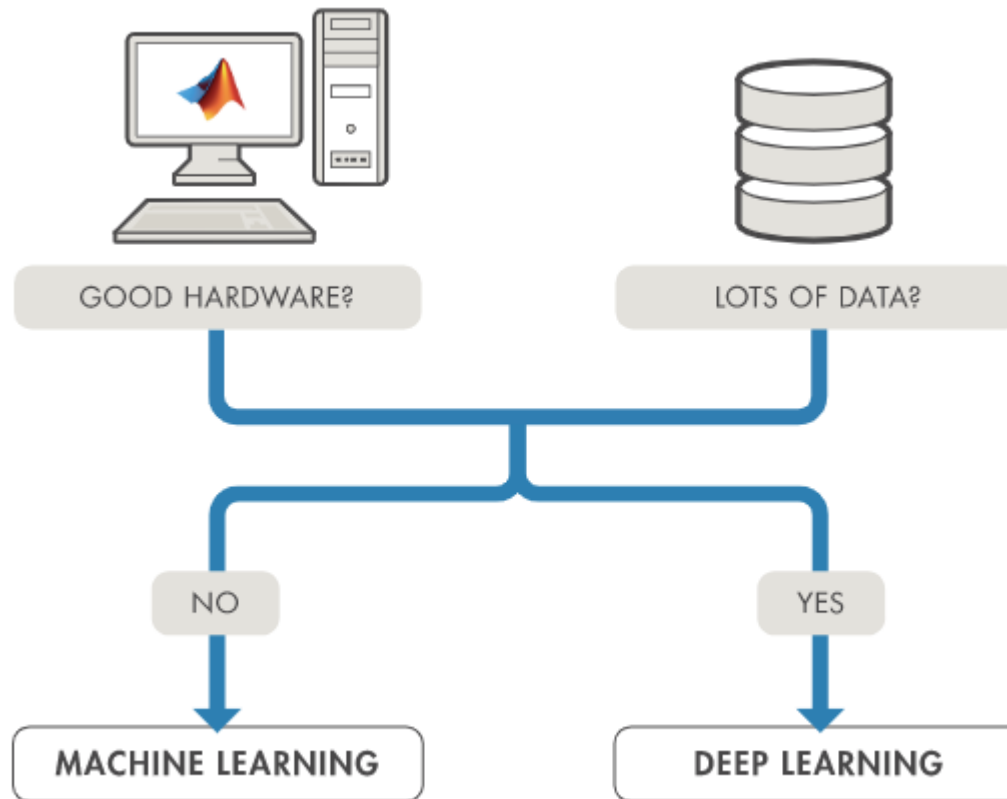 GOOD HARDWARE?
LOTS OF DATA?
NO
YES
MACHINE LEARNING
DEEP LEARNING